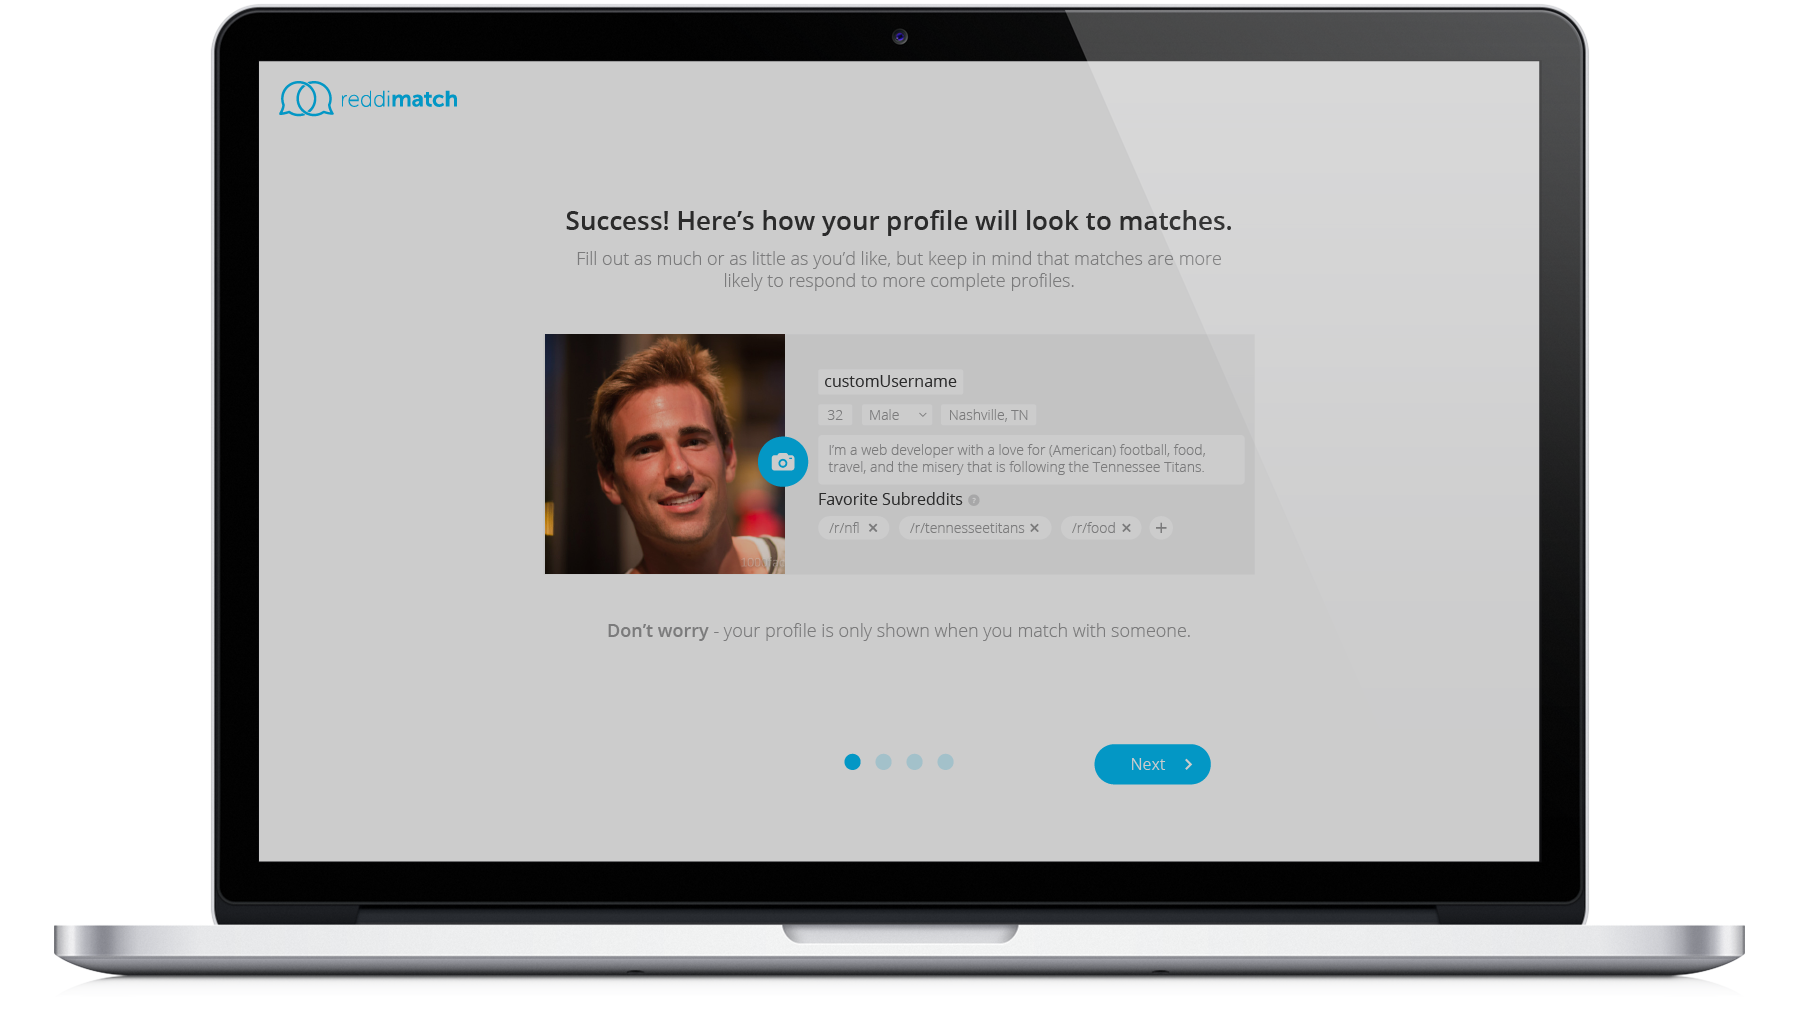 reddimatch
Success! Here’s how your profile will look to matches.
Fill out as much or as little as you’d like, but keep in mind that matches are more
likely to respond to more complete profiles.
customUsername
32 Male Nashville, TN
I’m a web developer with a love for (American) football, food,
travel, and the misery that is following the Tennessee Titans.
Favorite Subreddits ?
/r/nfl × /r/tennesseetitans × /r/food × +
Don’t worry - your profile is only shown when you match with someone.
Next